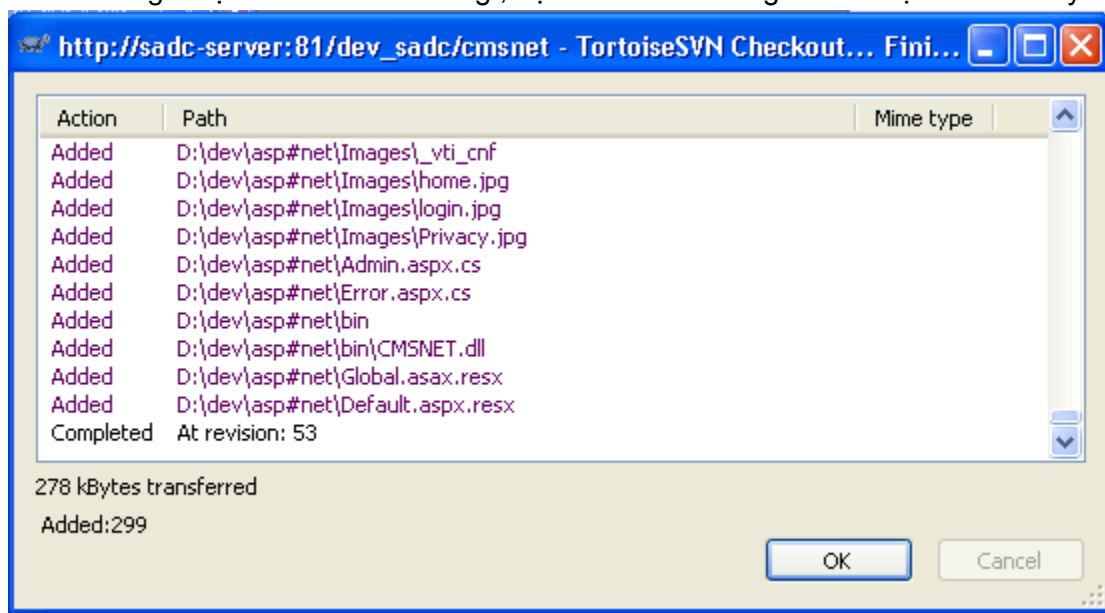 http://sadc-server:81/dev_sadc/cmsnet - TortoiseSVN Checkout... Fini...
Action Path Mime type
Added D:\dev\asp#net\Images\_vti_cnf
Added D:\dev\asp#net\Images\home.jpg
Added D:\dev\asp#net\Images\login.jpg
Added D:\dev\asp#net\Images\Privacy.jpg
Added D:\dev\asp#net\Admin.aspx.cs
Added D:\dev\asp#net\Error.aspx.cs
Added D:\dev\asp#net\bin
Added D:\dev\asp#net\bin\CMSNET.dll
Added D:\dev\asp#net\Global.asax.resx
Added D:\dev\asp#net\Default.aspx.resx
Completed At revision: 53
278 kBytes transferred
Added:299
OK Cancel